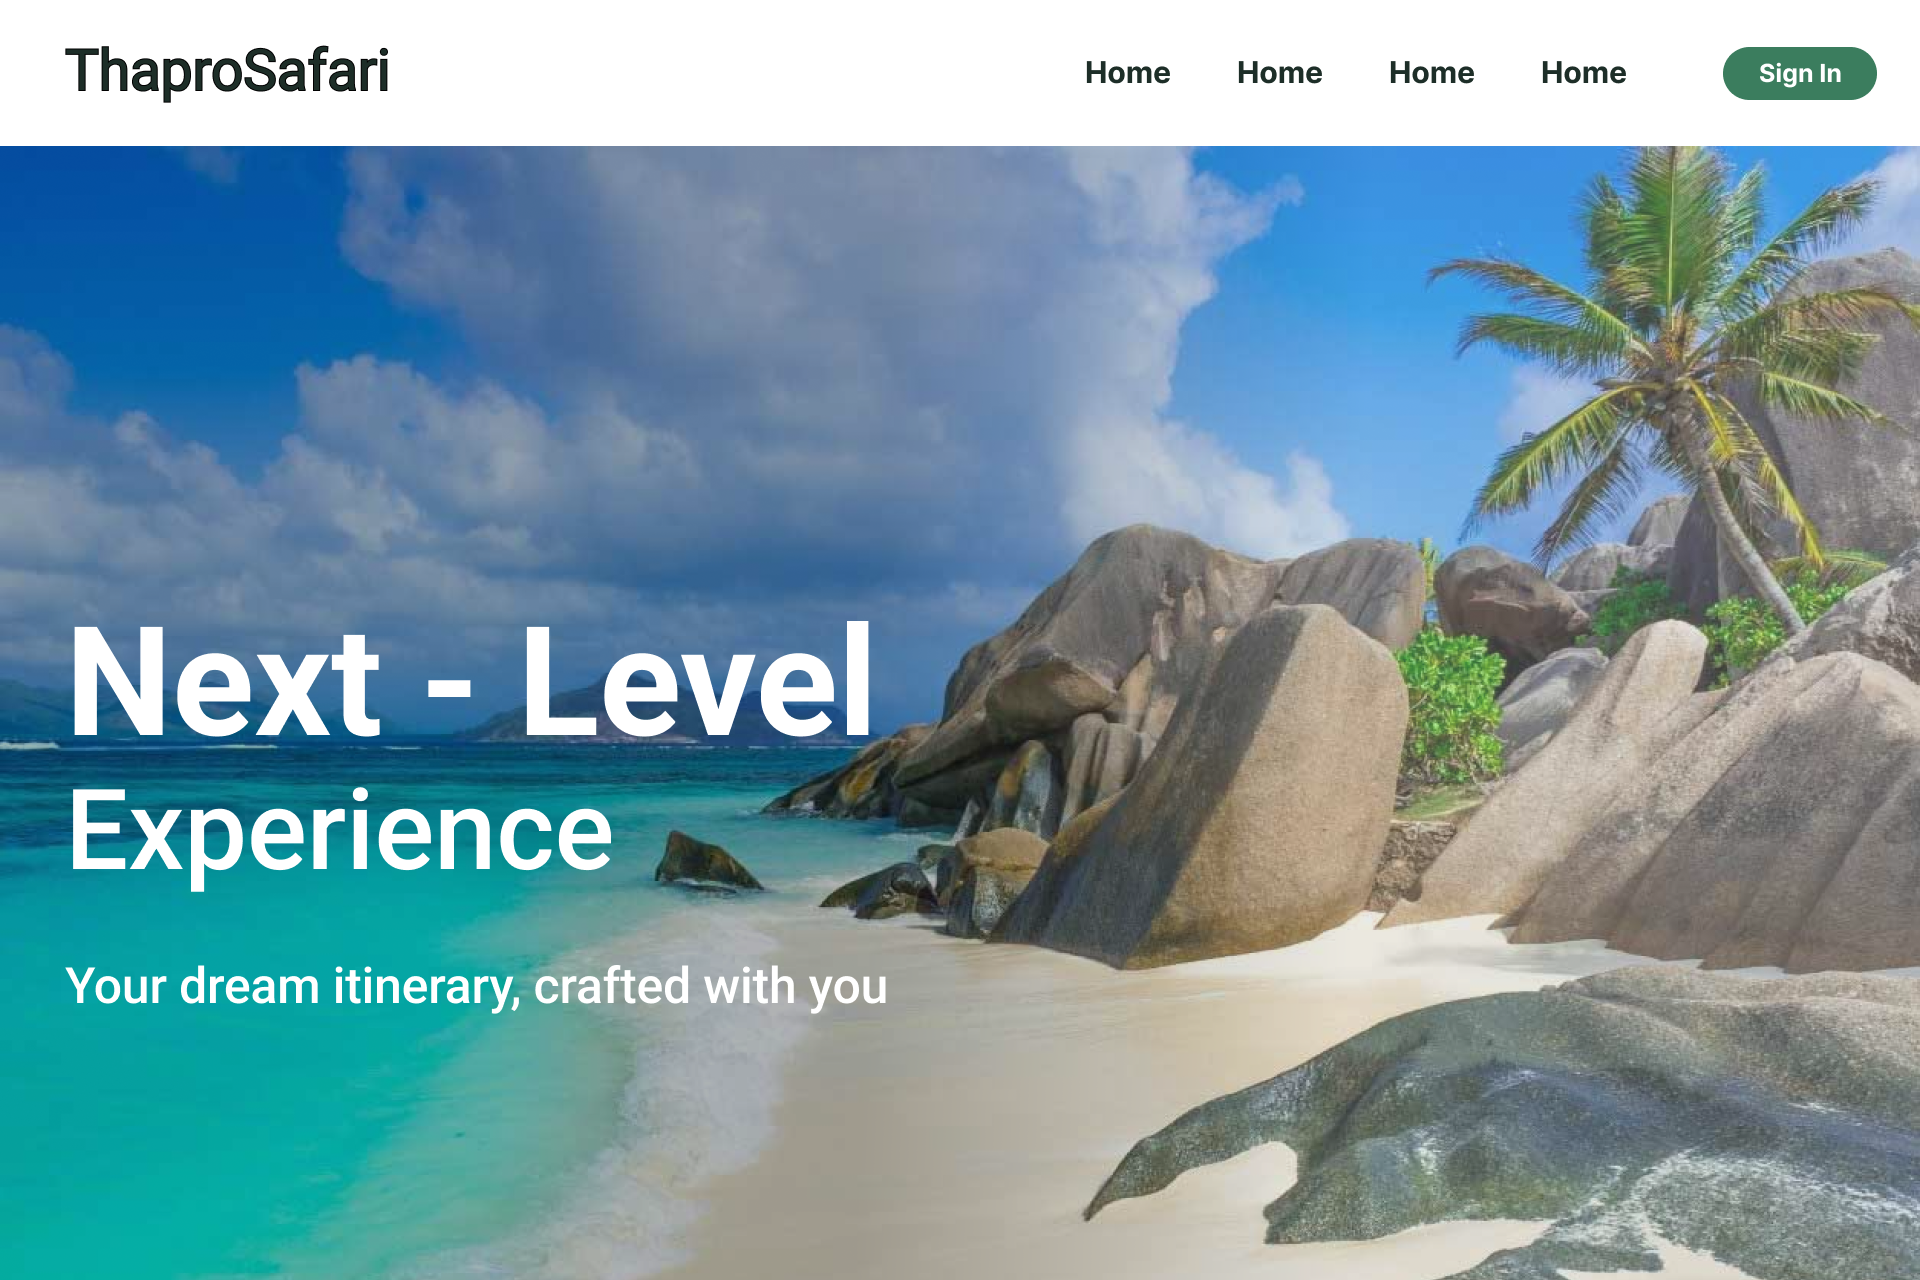 ThaproSafari
Home Home Home Home Sign In
Next - Level
Experience
Your dream itinerary, crafted with you